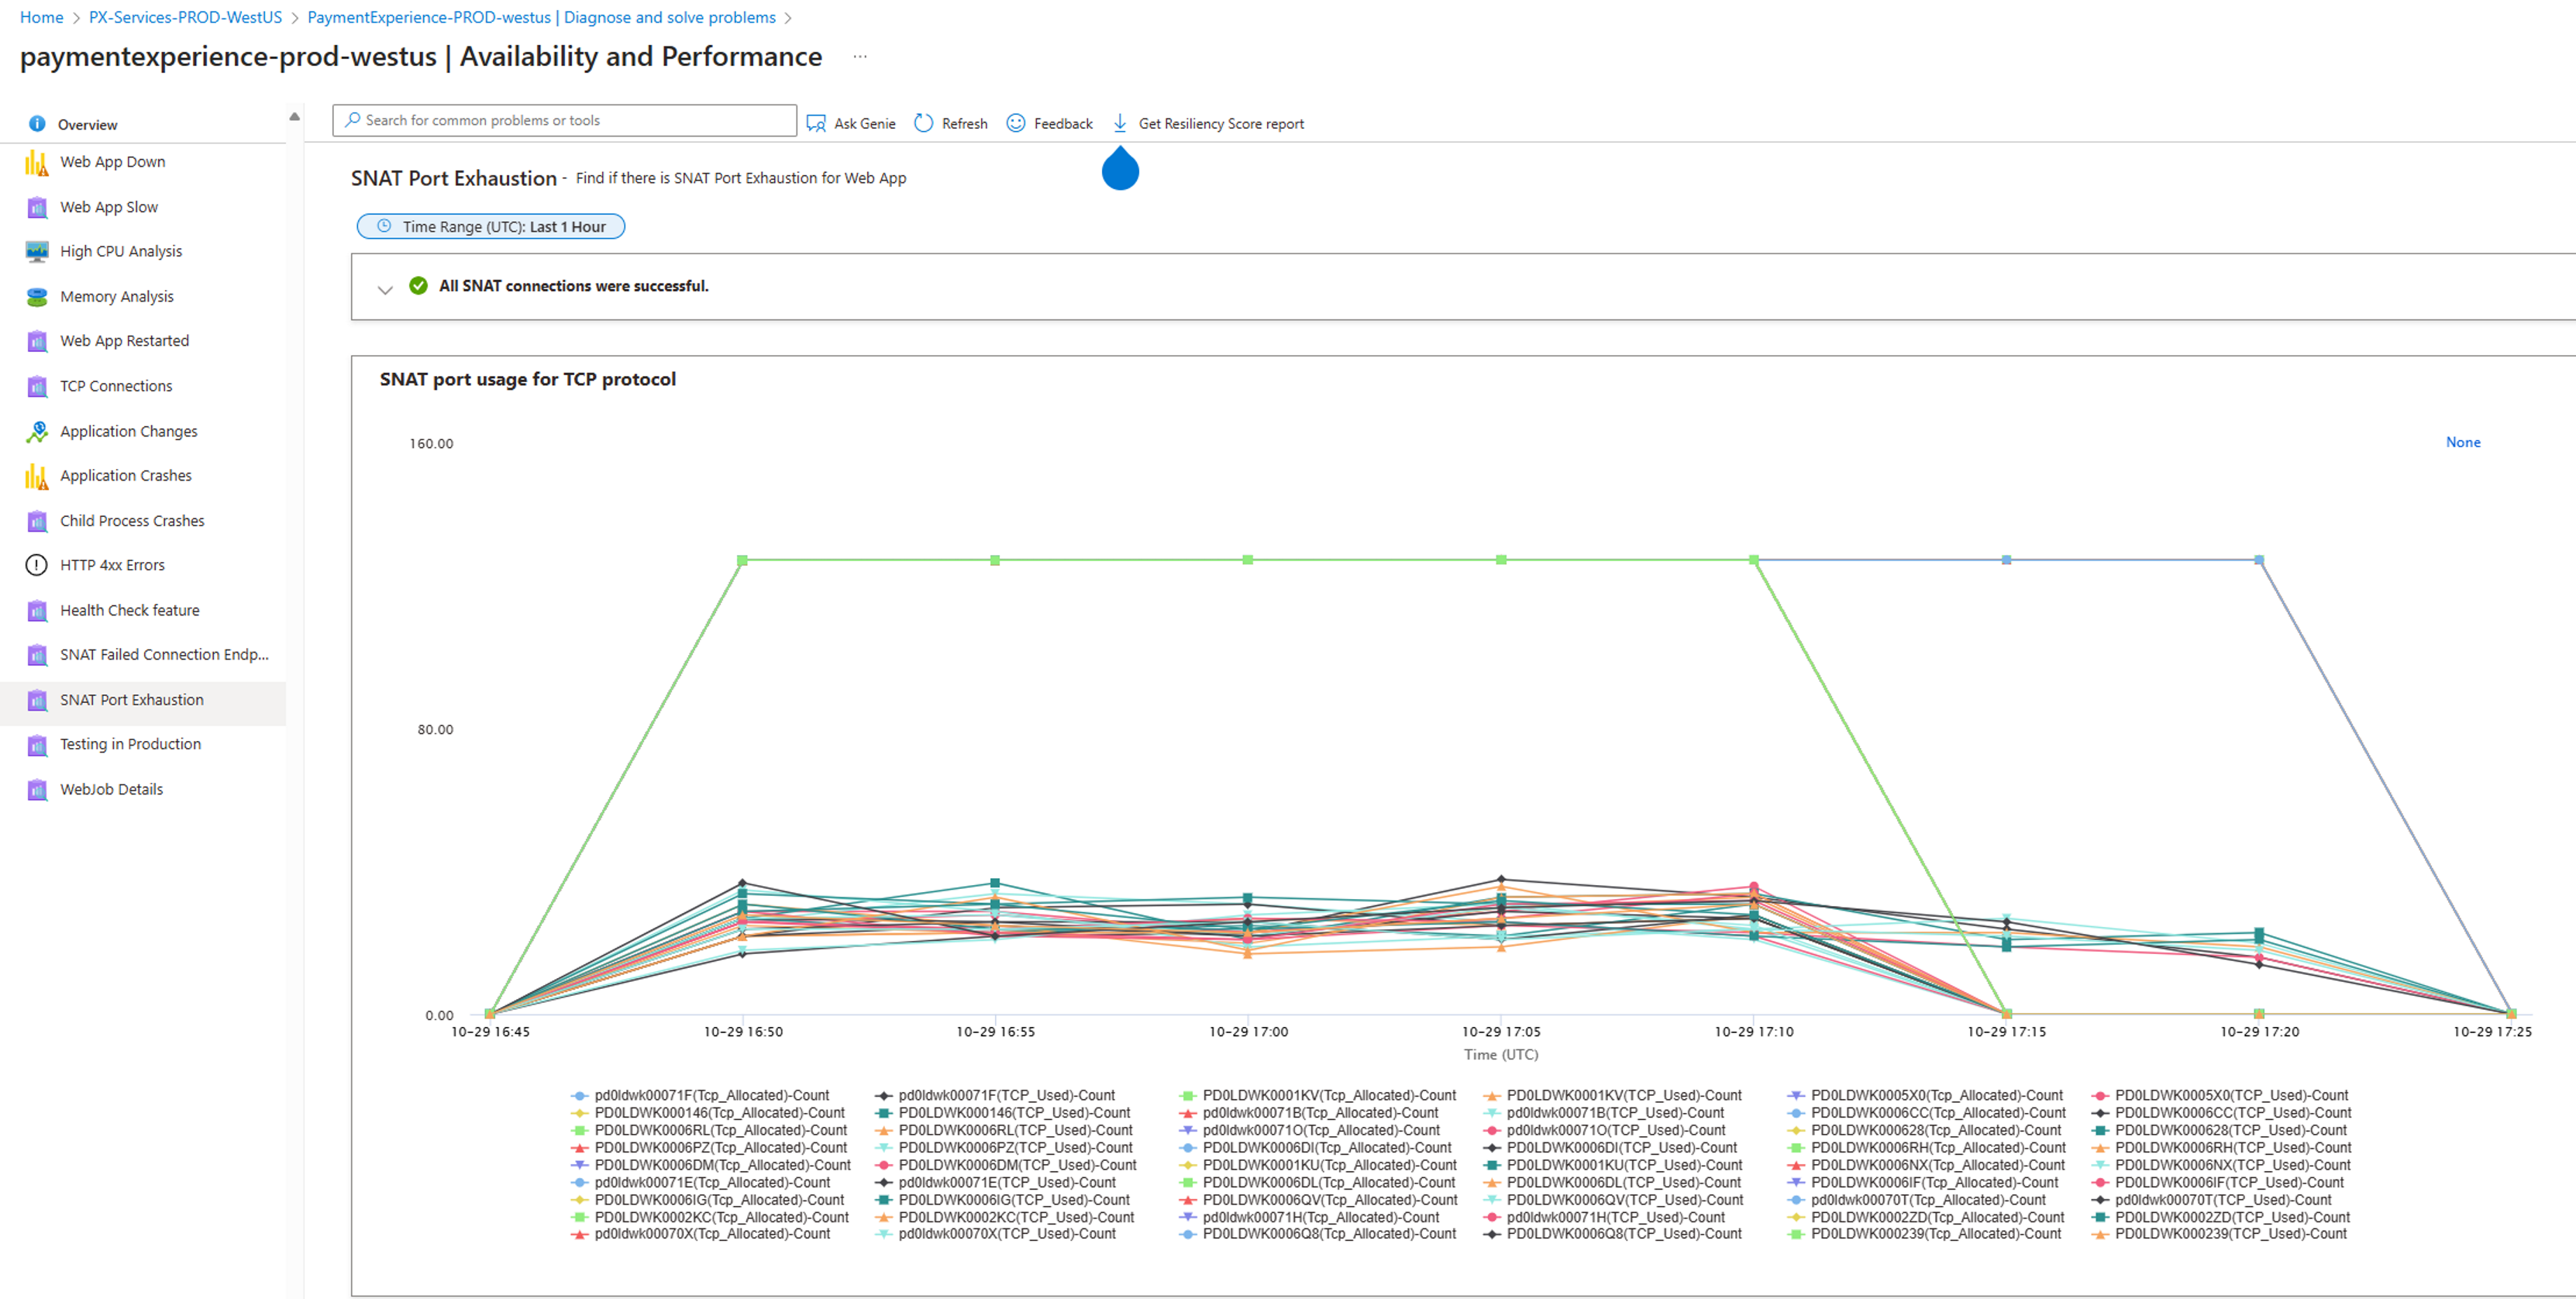 Home > PX-Services-PROD-WestUS > PaymentExperience-PROD-westus | Diagnose and solve problems >
paymentexperience-prod-westus | Availability and Performance ...
Overview
Web App Down
Web App Slow
High CPU Analysis
Memory Analysis
Web App Restarted
TCP Connections
Application Changes
Application Crashes
Child Process Crashes
HTTP 4xx Errors
Health Check feature
SNAT Failed Connection Endp...
SNAT Port Exhaustion
Testing in Production
WebJob Details
Search for common problems or tools
Ask Genie Refresh Feedback Get Resiliency Score report
SNAT Port Exhaustion - Find if there is SNAT Port Exhaustion for Web App
Time Range (UTC): Last 1 Hour
All SNAT connections were successful.
SNAT port usage for TCP protocol
160.00
None
80.00
0.00
10-29 16:45 10-29 16:50 10-29 16:55 10-29 17:00 10-29 17:05 10-29 17:10 10-29 17:15 10-29 17:20 10-29 17:25
Time (UTC)
pd0ldwk00071F(Tcp_Allocated)-Count pd0ldwk00071F(TCP_Used)-Count PD0LDWK0001KV(Tcp_Allocated)-Count PD0LDWK0001KV(TCP_Used)-Count PD0LDWK0005X0(Tcp_Allocated)-Count PD0LDWK0005X0(TCP_Used)-Count
PD0LDWK000146(Tcp_Allocated)-Count PD0LDWK000146(TCP_Used)-Count pd0ldwk00071B(Tcp_Allocated)-Count pd0ldwk00071B(TCP_Used)-Count PD0LDWK0006CC(Tcp_Allocated)-Count PD0LDWK0006CC(TCP_Used)-Count
PD0LDWK0006RL(Tcp_Allocated)-Count PD0LDWK0006RL(TCP_Used)-Count pd0ldwk00071O(Tcp_Allocated)-Count pd0ldwk00071O(TCP_Used)-Count PD0LDWK000628(Tcp_Allocated)-Count PD0LDWK000628(TCP_Used)-Count
PD0LDWK0006PZ(Tcp_Allocated)-Count PD0LDWK0006PZ(TCP_Used)-Count PD0LDWK0006DI(Tcp_Allocated)-Count PD0LDWK0006DI(TCP_Used)-Count PD0LDWK0006RH(Tcp_Allocated)-Count PD0LDWK0006RH(TCP_Used)-Count
PD0LDWK0006DM(Tcp_Allocated)-Count PD0LDWK0006DM(TCP_Used)-Count PD0LDWK0001KU(Tcp_Allocated)-Count PD0LDWK0001KU(TCP_Used)-Count PD0LDWK0006NX(Tcp_Allocated)-Count PD0LDWK0006NX(TCP_Used)-Count
pd0ldwk00071E(Tcp_Allocated)-Count pd0ldwk00071E(TCP_Used)-Count PD0LDWK0006DL(Tcp_Allocated)-Count PD0LDWK0006DL(TCP_Used)-Count PD0LDWK0006IF(Tcp_Allocated)-Count PD0LDWK0006IF(TCP_Used)-Count
PD0LDWK0006IG(Tcp_Allocated)-Count PD0LDWK0006IG(TCP_Used)-Count PD0LDWK0006QV(Tcp_Allocated)-Count PD0LDWK0006QV(TCP_Used)-Count pd0ldwk00070T(Tcp_Allocated)-Count pd0ldwk00070T(TCP_Used)-Count
PD0LDWK0002KC(Tcp_Allocated)-Count PD0LDWK0002KC(TCP_Used)-Count pd0ldwk00071H(Tcp_Allocated)-Count pd0ldwk00071H(TCP_Used)-Count PD0LDWK0002ZD(Tcp_Allocated)-Count PD0LDWK0002ZD(TCP_Used)-Count
pd0ldwk00070X(Tcp_Allocated)-Count pd0ldwk00070X(TCP_Used)-Count PD0LDWK0006Q8(Tcp_Allocated)-Count PD0LDWK0006Q8(TCP_Used)-Count PD0LDWK000239(Tcp_Allocated)-Count PD0LDWK000239(TCP_Used)-Count